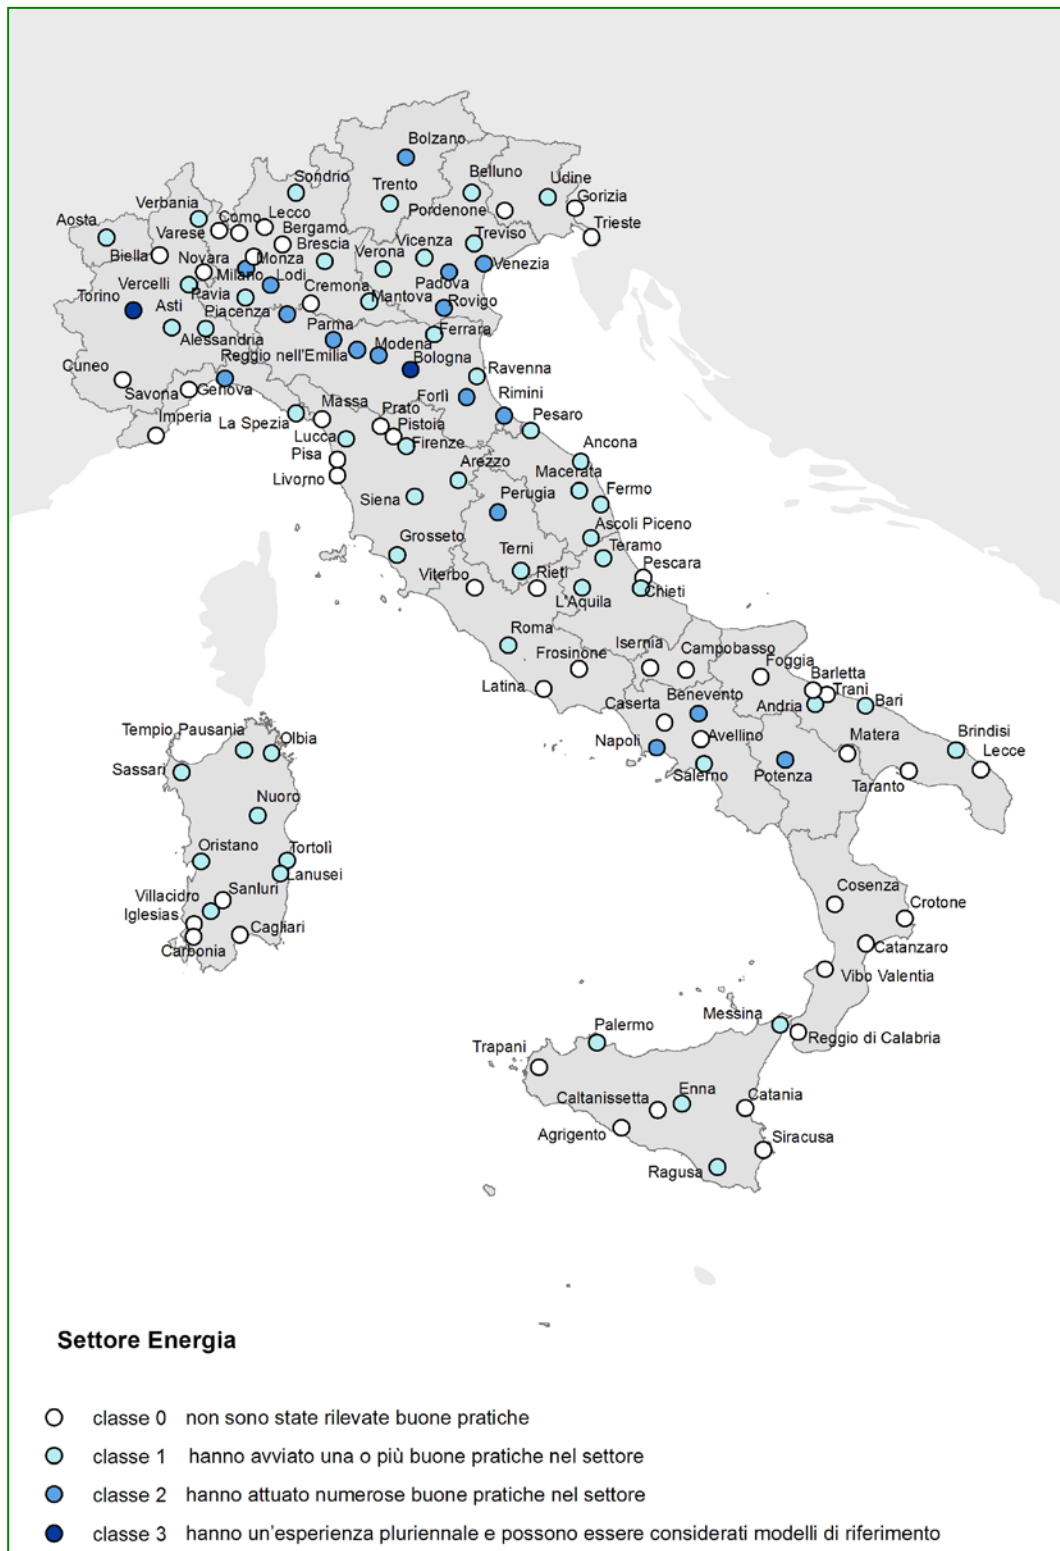 Bolzano
Sondrio
Trento
Belluno
Udine
Gorizia
Pordenone
Trieste
Verbania
Aosta
Varese
Como
Lecco
Bergamo
Brescia
Verona
Vicenza
Treviso
Venezia
Biella
Novara
Monza
Milano
Lodi
Cremona
Mantova
Padova
Rovigo
Vercelli
Torino
Pavia
Asti
Piacenza
Parma
Ferrara
Alessandria
Reggio nell'Emilia
Modena
Bologna
Ravenna
Cuneo
Savona
Genova
Imperia
La Spezia
Massa
Prato
Pistoia
Firenze
Forlì
Rimini
Pesaro
Lucca
Pisa
Livorno
Ancona
Arezzo
Macerata
Siena
Perugia
Fermo
Ascoli Piceno
Grosseto
Terni
Teramo
Viterbo
Rieti
Pescara
L'Aquila
Chieti
Roma
Isernia
Campobasso
Frosinone
Foggia
Barletta
Trani
Latina
Caserta
Benevento
Andria
Bari
Napoli
Avellino
Matera
Brindisi
Lecce
Salerno
Potenza
Taranto
Tempio Pausania
Olbia
Sassari
Nuoro
Oristano
Tortolì
Lanusei
Villacidro
Sanluri
Iglesias
Cagliari
Carbonia
Cosenza
Crotone
Catanzaro
Vibo Valentia
Messina
Reggio di Calabria
Palermo
Trapani
Caltanissetta
Enna
Catania
Agrigento
Siracusa
Ragusa
Settore Energia
classe 0 non sono state rilevate buone pratiche
classe 1 hanno avviato una o più buone pratiche nel settore
classe 2 hanno attuato numerose buone pratiche nel settore
classe 3 hanno un'esperienza pluriennale e possono essere considerati modelli di riferimento